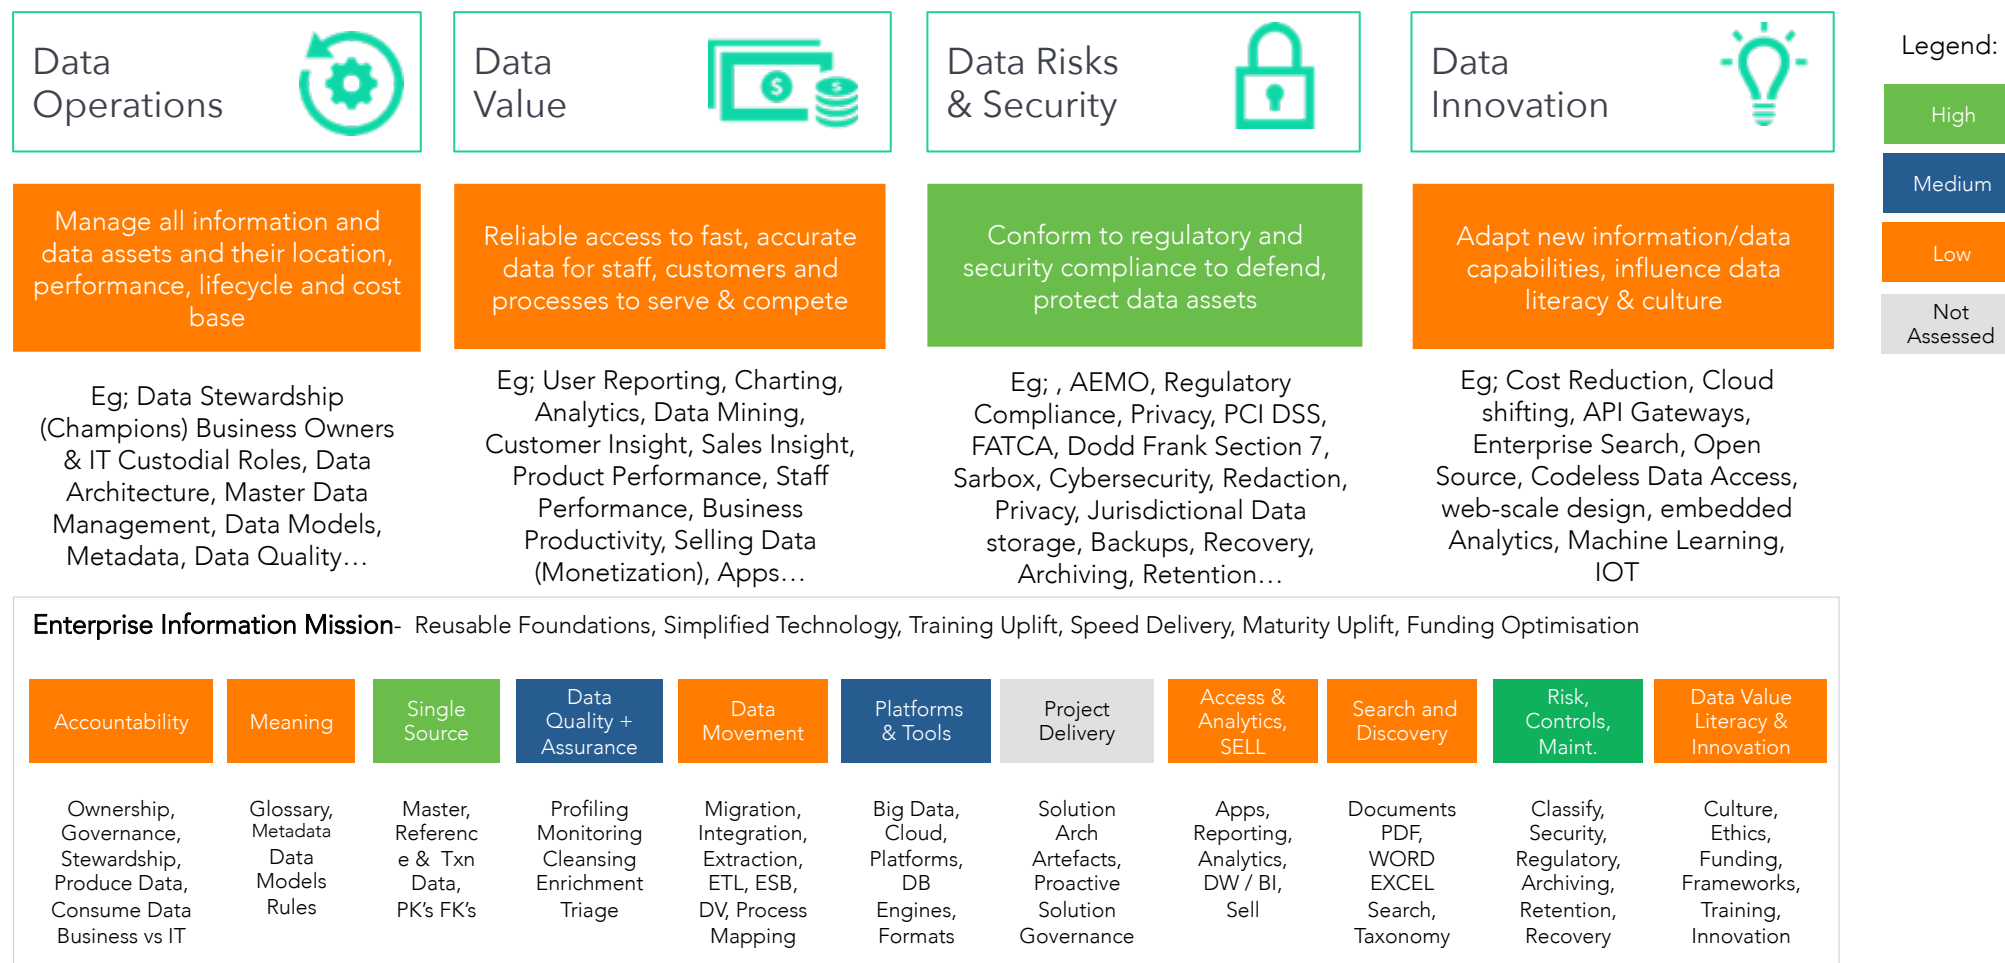 Data
Operations
Data
Value
Data Risks
& Security
Data
Innovation
Legend:
High
Medium
Low
Not
Assessed
Manage all information and
data assets and their location,
performance, lifecycle and cost
base
Reliable access to fast, accurate
data for staff, customers and
processes to serve & compete
Conform to regulatory and
security compliance to defend,
protect data assets
Adapt new information/data
capabilities, influence data
literacy & culture
Eg; Data Stewardship
(Champions) Business Owners
& IT Custodial Roles, Data
Architecture, Master Data
Management, Data Models,
Metadata, Data Quality…
Eg; User Reporting, Charting,
Analytics, Data Mining,
Customer Insight, Sales Insight,
Product Performance, Staff
Performance, Business
Productivity, Selling Data
(Monetization), Apps…
Eg; , AEMO, Regulatory
Compliance, Privacy, PCI DSS,
FATCA, Dodd Frank Section 7,
Sarbox, Cybersecurity, Redaction,
Privacy, Jurisdictional Data
storage, Backups, Recovery,
Archiving, Retention…
Eg; Cost Reduction, Cloud
shifting, API Gateways,
Enterprise Search, Open
Source, Codeless Data Access,
web-scale design, embedded
Analytics, Machine Learning,
IOT
Enterprise Information Mission- Reusable Foundations, Simplified Technology, Training Uplift, Speed Delivery, Maturity Uplift, Funding Optimisation
Accountability
Meaning
Single
Source
Data
Quality +
Assurance
Data
Movement
Platforms
& Tools
Project
Delivery
Access &
Analytics,
SELL
Search and
Discovery
Risk,
Controls,
Maint.
Data Value
Literacy &
Innovation
Ownership,
Governance,
Stewardship,
Produce Data,
Consume Data
Business vs IT
Glossary,
Metadata
Data
Models
Rules
Master,
Referenc
e & Txn
Data,
PK's FK's
Profiling
Monitoring
Cleansing
Enrichment
Triage
Migration,
Integration,
Extraction,
ETL, ESB,
DV, Process
Mapping
Big Data,
Cloud,
Platforms,
DB
Engines,
Formats
Solution
Arch
Artefacts,
Proactive
Solution
Governance
Apps,
Reporting,
Analytics,
DW / BI,
Sell
Documents
PDF,
WORD
EXCEL
Search,
Taxonomy
Classify,
Security,
Regulatory,
Archiving,
Retention,
Recovery
Culture,
Ethics,
Funding,
Frameworks,
Training,
Innovation